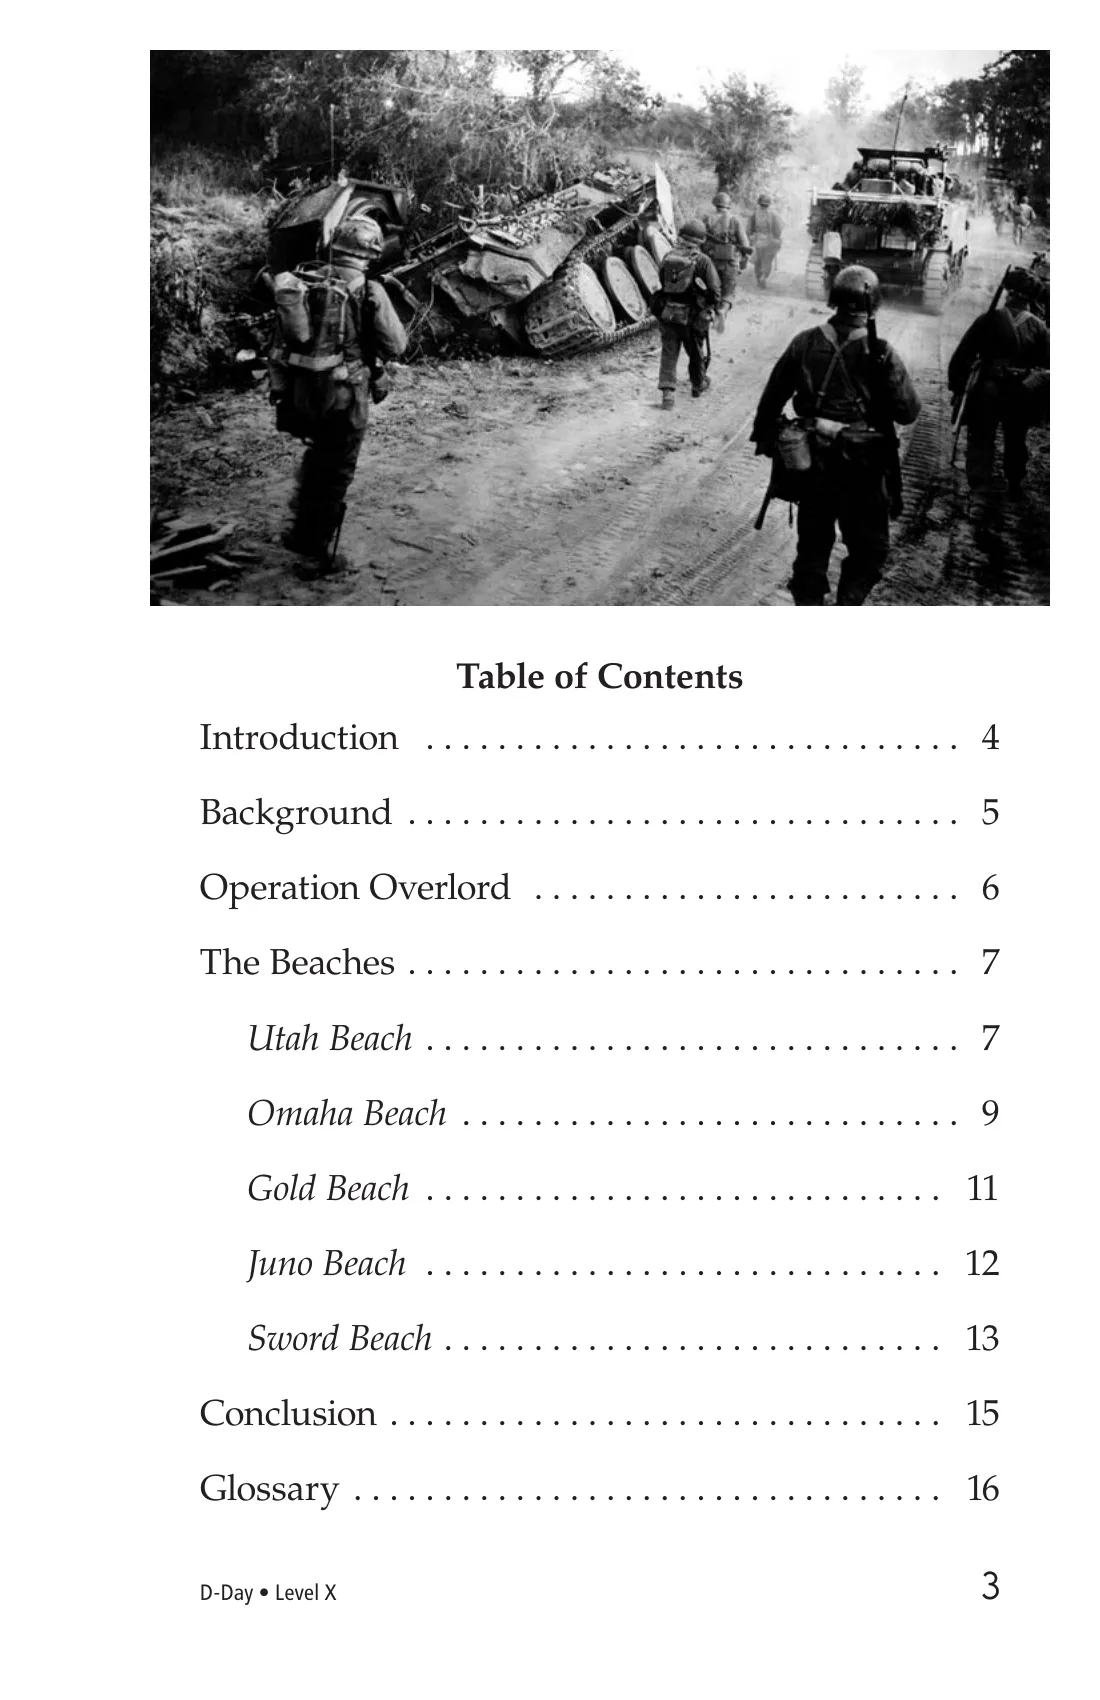 Table of Contents
Introduction . . . . . . . . . . . . . . . . . . . . . . . . . . . . . . 4
Background . . . . . . . . . . . . . . . . . . . . . . . . . . . . . . . 5
Operation Overlord . . . . . . . . . . . . . . . . . . . . . . . . 6
The Beaches . . . . . . . . . . . . . . . . . . . . . . . . . . . . . . . 7
Utah Beach . . . . . . . . . . . . . . . . . . . . . . . . . . . . . . 7
Omaha Beach . . . . . . . . . . . . . . . . . . . . . . . . . . . . 9
Gold Beach . . . . . . . . . . . . . . . . . . . . . . . . . . . . . 11
Juno Beach . . . . . . . . . . . . . . . . . . . . . . . . . . . . . 12
Sword Beach . . . . . . . . . . . . . . . . . . . . . . . . . . . . 13
Conclusion . . . . . . . . . . . . . . . . . . . . . . . . . . . . . . . 15
Glossary . . . . . . . . . . . . . . . . . . . . . . . . . . . . . . . . . 16
D-Day • Level X 3